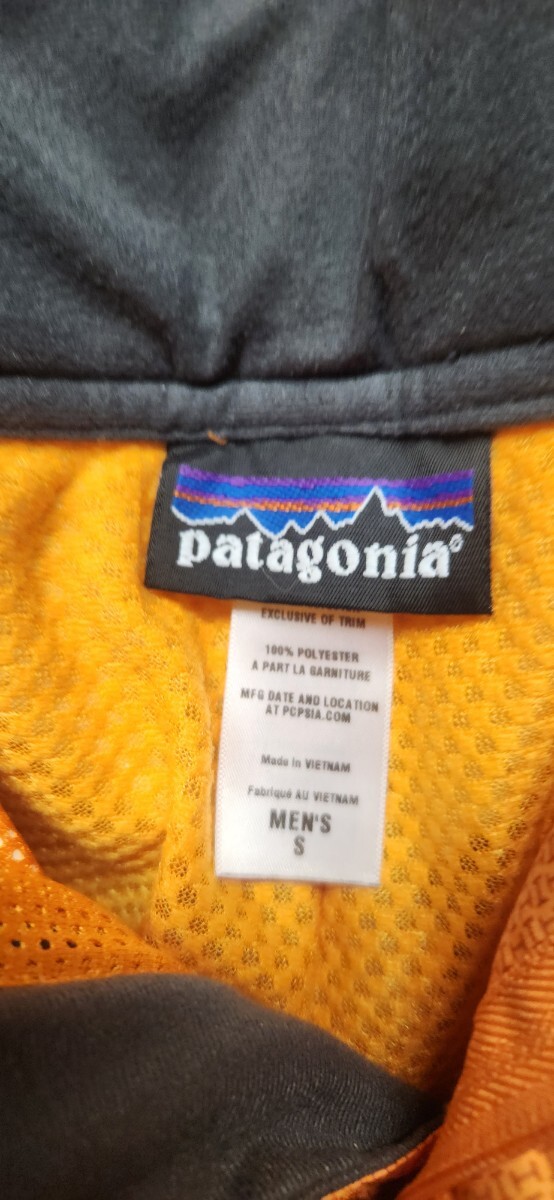 patagonia®
EXCLUSIVE OF TRIM
100% POLYESTER
A PART LA GARNITURE
MFG DATE AND LOCATION
AT PCPSIA.COM
Made in VIETNAM
Fabriqué AU VIETNAM
MEN'S
S